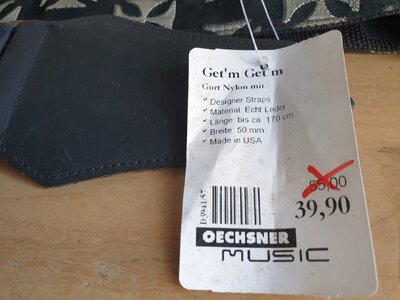 Get'm Get'm
Gurt Nylon mit
✓ Designer Straps
✓ Material: Echt Leder
✓ Länge: bis ca. 170 cm
✓ Breite: 50 mm
✓ Made in USA
55,00
39,90
OECHSNER
MUSIC